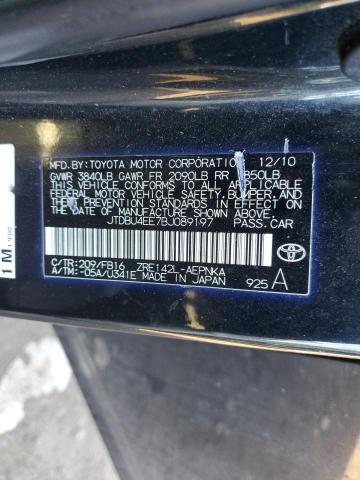 MFD.BY:TOYOTA MOTOR CORPORATION 12/10
GVWR 3840LB GAWR FR 2090LB RR 850LB
THIS VEHICLE CONFORMS TO ALL APPLICABLE
FEDERAL MOTOR VEHICLE SAFETY, BUMPER, AND
THEFT PREVENTION STANDARDS IN EFFECT ON
THE DATE OF MANUFACTURE SHOWN ABOVE.
JTDBU4EE7BJ089197 PASS.CAR
C/TR:209/FB16 ZRE142L-AEPNKA
A/TM:-05A/U341E MADE IN JAPAN 925 A
1 M